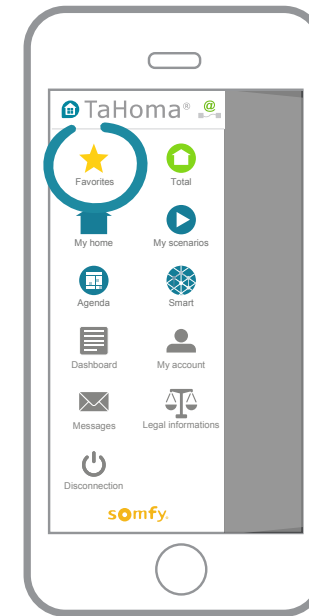 TaHoma® @
Favorites Total
My home My scenarios
Agenda Smart
Dashboard My account
Messages Legal informations
Disconnection
somfy.